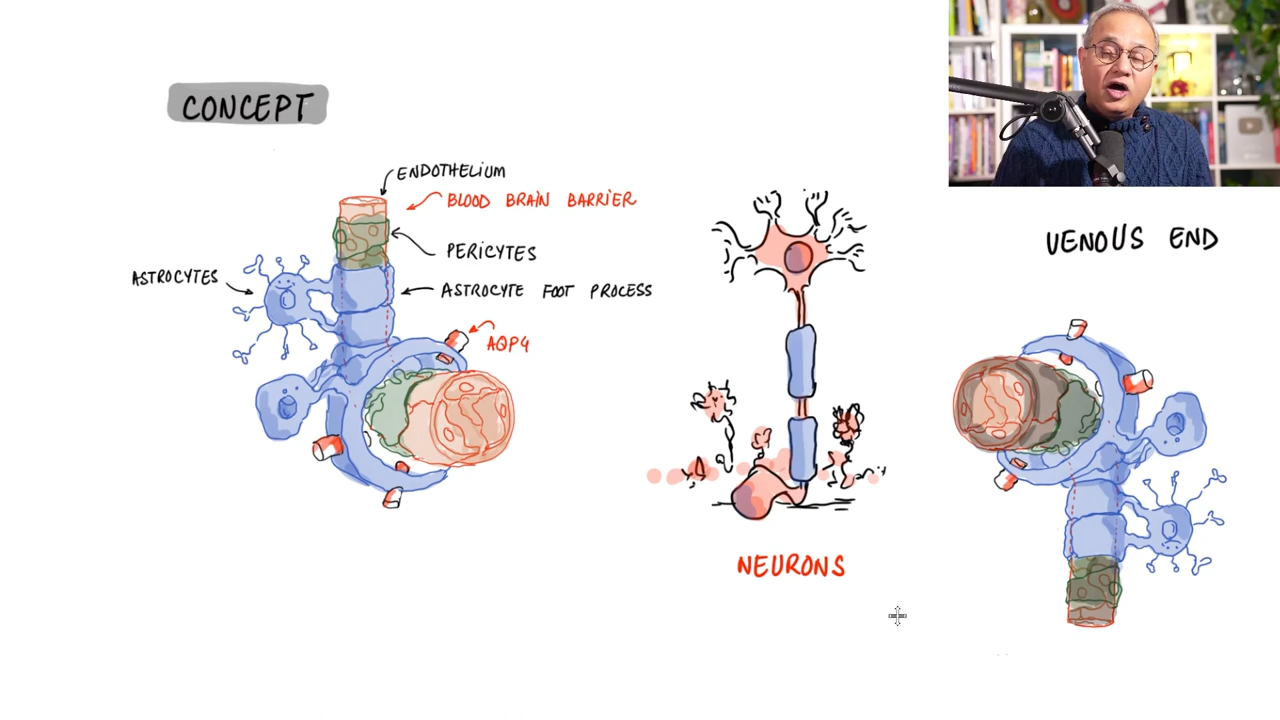 CONCEPT
ENDOTHELIUM
BLOOD BRAIN BARRIER
PERICYTES
ASTROCYTES
ASTROCYTE FOOT PROCESS
AQP4
NEURONS
VENOUS END